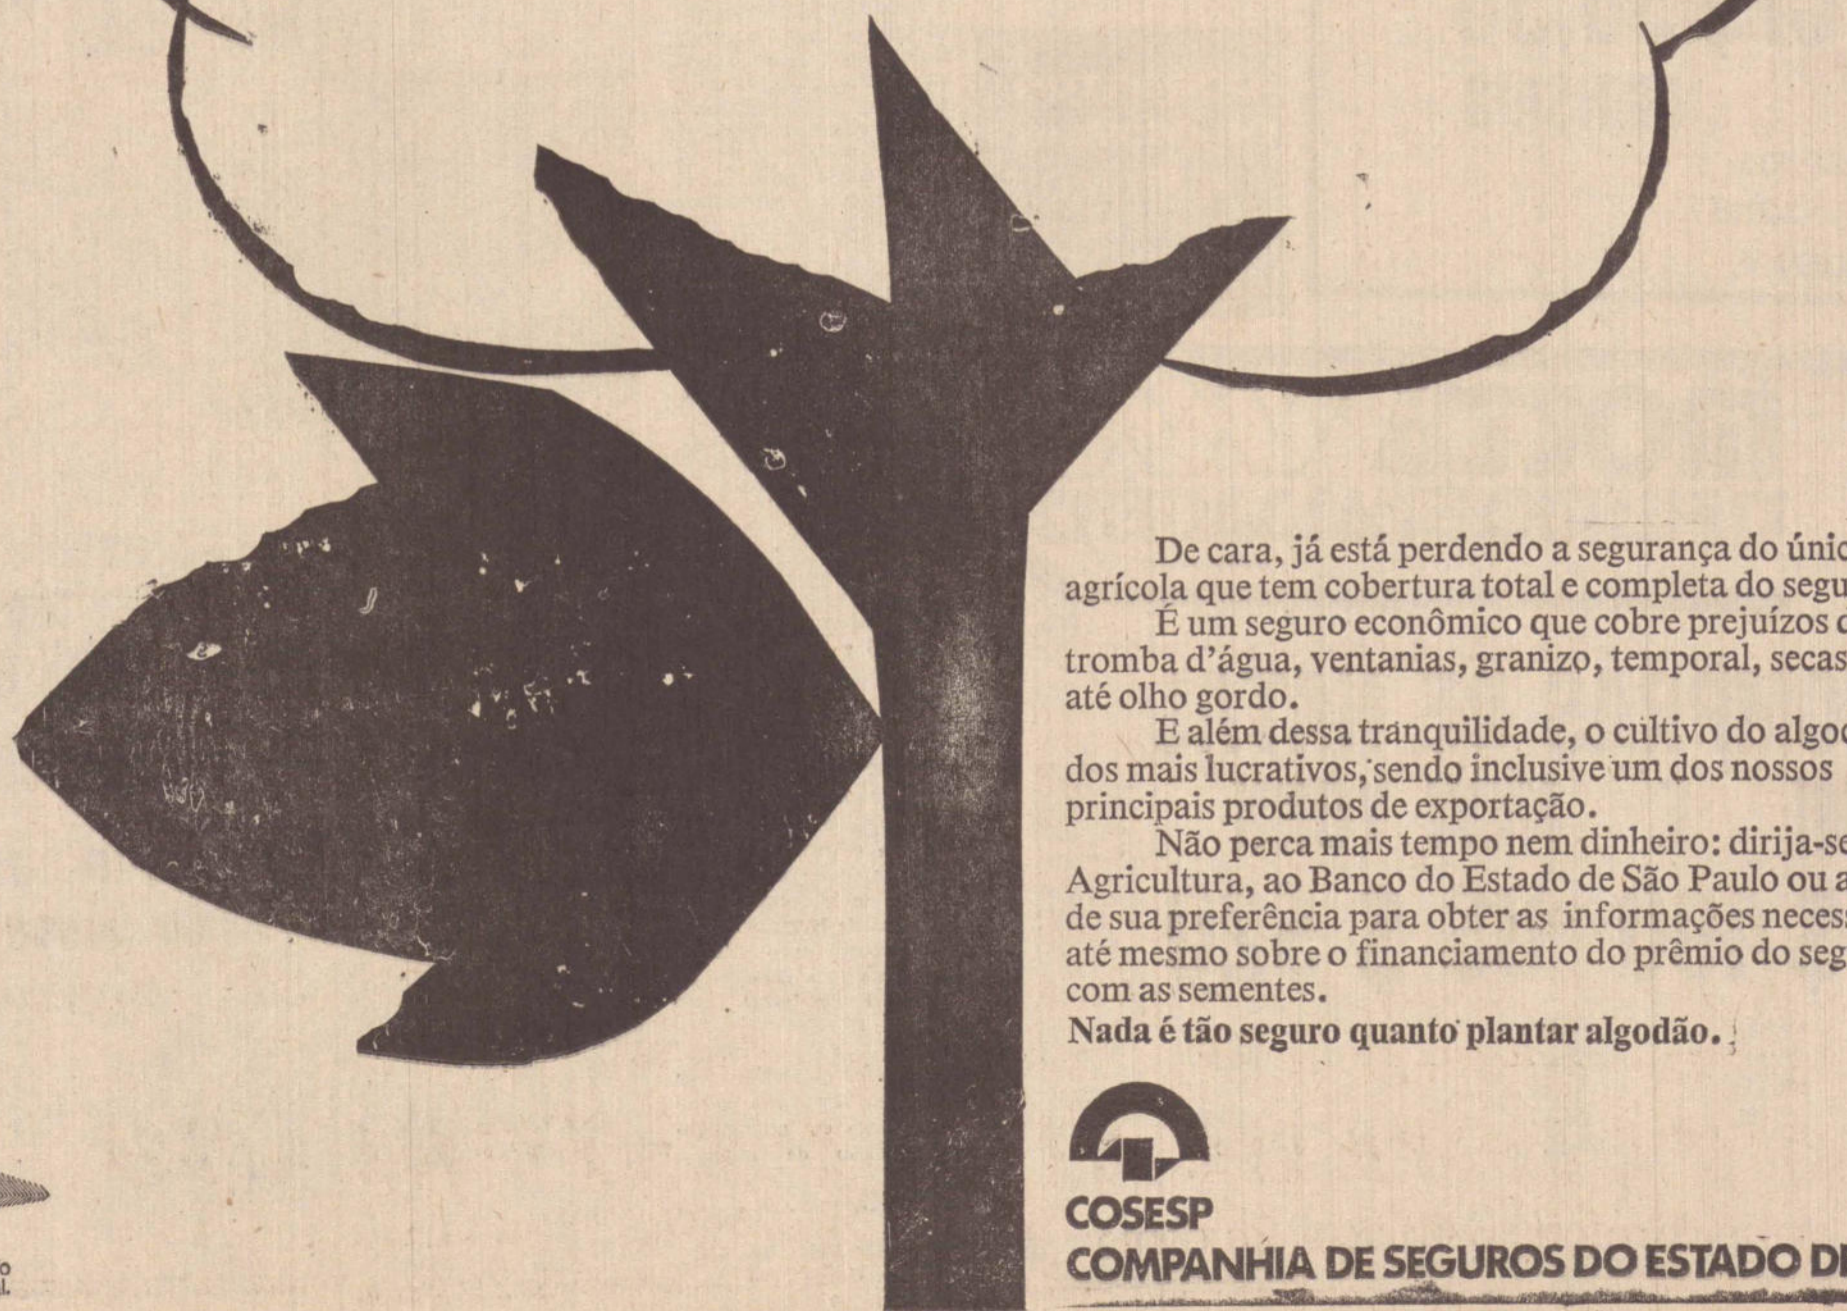 De cara, já está perdendo a segurança do únic
agrícola que tem cobertura total e completa do segu
É um seguro econômico que cobre prejuízos
tromba d'água, ventanias, granizo, temporal, secas
até olho gordo.
E além dessa tranquilidade, o cultivo do algod
dos mais lucrativos, sendo inclusive um dos nossos
principais produtos de exportação.
Não perca mais tempo nem dinheiro: dirija-se
Agricultura, ao Banco do Estado de São Paulo ou a
de sua preferência para obter as informações necess
até mesmo sobre o financiamento do prêmio do seg
com as sementes.
Nada é tão seguro quanto plantar algodão.
COSESP
COMPANHIA DE SEGUROS DO ESTADO DE